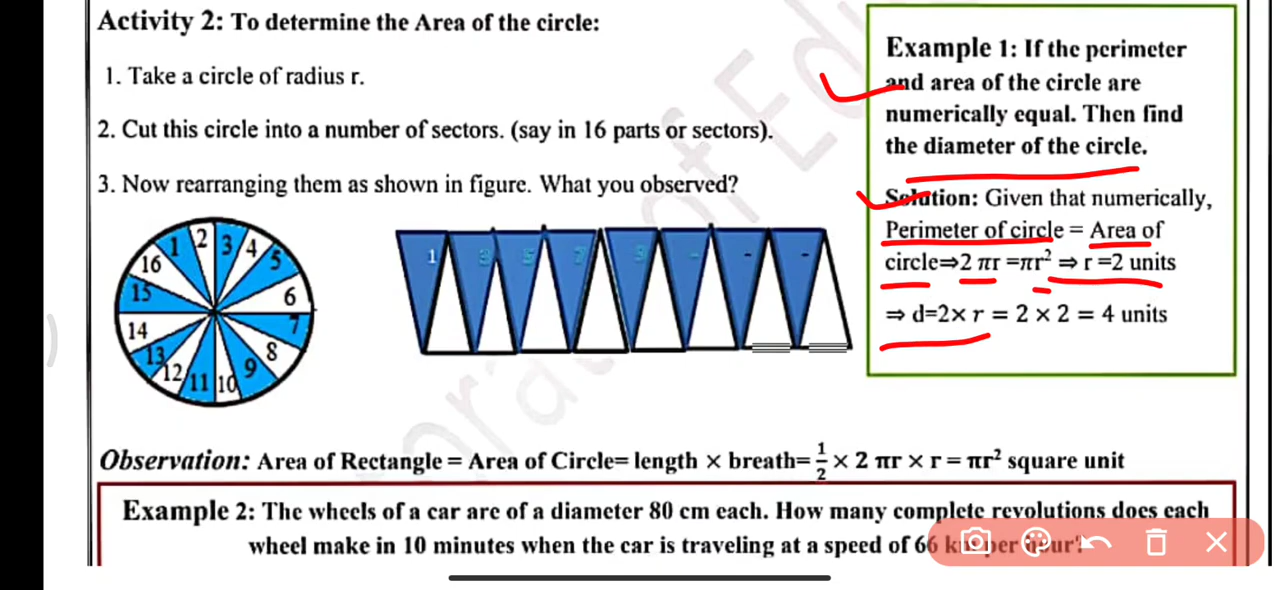 Activity 2: To determine the Area of the circle:
1. Take a circle of radius r.
2. Cut this circle into a number of sectors. (say in 16 parts or sectors).
3. Now rearranging them as shown in figure. What you observed?
1 2 3 4 5 6 7 8 9 10 11 12 13 14 15 16
1 3 5 7 9 - - -
Example 1: If the perimeter
and area of the circle are
numerically equal. Then find
the diameter of the circle.
Solution: Given that numerically,
Perimeter of circle = Area of
circle⇒2 πr =πr² ⇒ r =2 units
⇒ d=2× r = 2 × 2 = 4 units
Observation: Area of Rectangle = Area of Circle= length × breath= 1/2 × 2 πr × r = πr² square unit
Example 2: The wheels of a car are of a diameter 80 cm each. How many complete revolutions does each
wheel make in 10 minutes when the car is traveling at a speed of 66 km per hour?